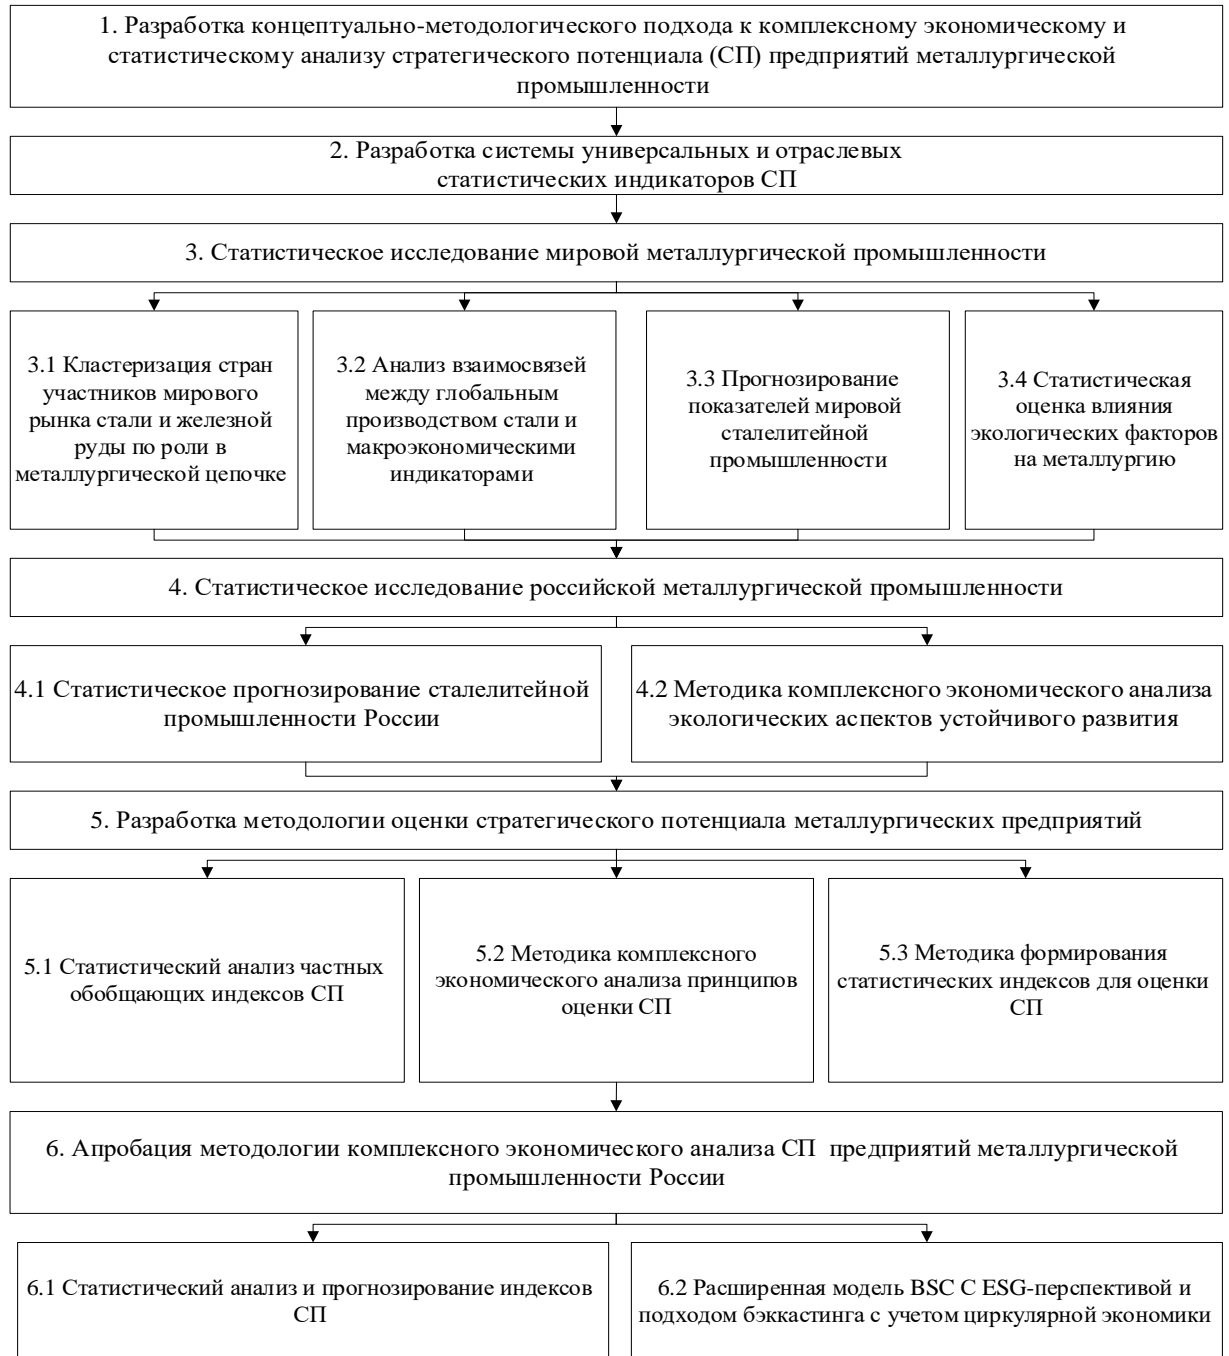 1. Разработка концептуально-методологического подхода к комплексному экономическому и
статистическому анализу стратегического потенциала (СП) предприятий металлургической
промышленности
2. Разработка системы универсальных и отраслевых
статистических индикаторов СП
3. Статистическое исследование мировой металлургической промышленности
3.1 Кластеризация стран
участников мирового
рынка стали и железной
руды по роли в
металлургической цепочке
3.2 Анализ взаимосвязей
между глобальным
производством стали и
макроэкономическими
индикаторами
3.3 Прогнозирование
показателей мировой
сталелитейной
промышленности
3.4 Статистическая
оценка влияния
экологических факторов
на металлургию
4. Статистическое исследование российской металлургической промышленности
4.1 Статистическое прогнозирование сталелитейной
промышленности России
4.2 Методика комплексного экономического анализа
экологических аспектов устойчивого развития
5. Разработка методологии оценки стратегического потенциала металлургических предприятий
5.1 Статистический анализ частных
обобщающих индексов СП
5.2 Методика комплексного
экономического анализа принципов
оценки СП
5.3 Методика формирования
статистических индексов для оценки
СП
6. Апробация методологии комплексного экономического анализа СП предприятий металлургической
промышленности России
6.1 Статистический анализ и прогнозирование индексов
СП
6.2 Расширенная модель BSC С ESG-перспективой и
подходом бэккастинга с учетом циркулярной экономики